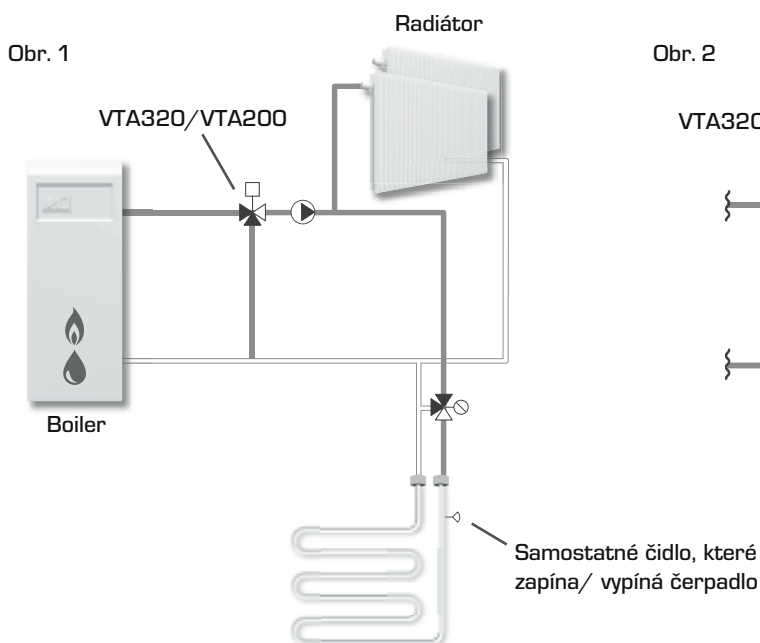 Radiátor
Obr. 1
Obr. 2
VTA320/VTA200
VTA320
Boiler
Samostatné čidlo, které
zapína/ vypíná čerpadlo